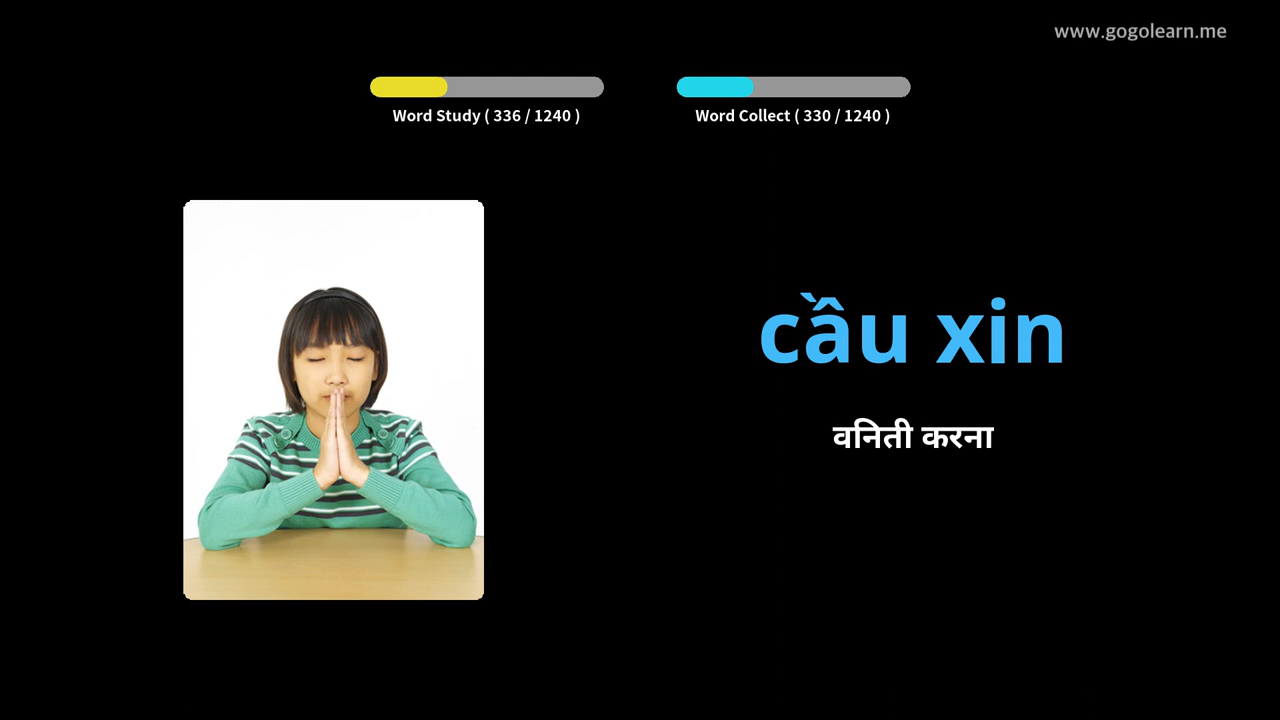 www.gogolearn.me
Word Study ( 336 / 1240 )
Word Collect ( 330 / 1240 )
cầu xin
वनिती करना